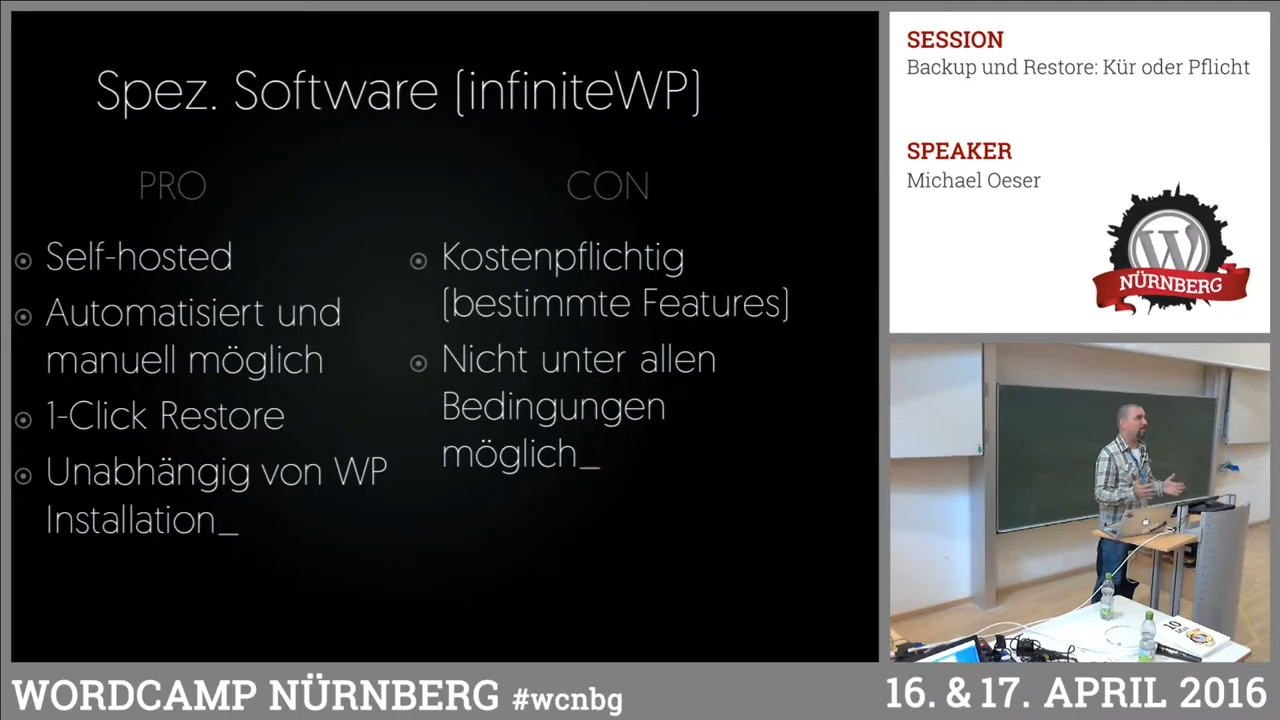 Spez. Software (infiniteWP)
PRO
Self-hosted
Automatisiert und
manuell möglich
1-Click Restore
Unabhängig von WP
Installation_
CON
Kostenpflichtig
(bestimmte Features)
Nicht unter allen
Bedingungen
möglich_
SESSION
Backup und Restore: Kür oder Pflicht
SPEAKER
Michael Oeser
W
NÜRNBERG
10
WORDCAMP NÜRNBERG #wcnbg
16. & 17. APRIL 2016